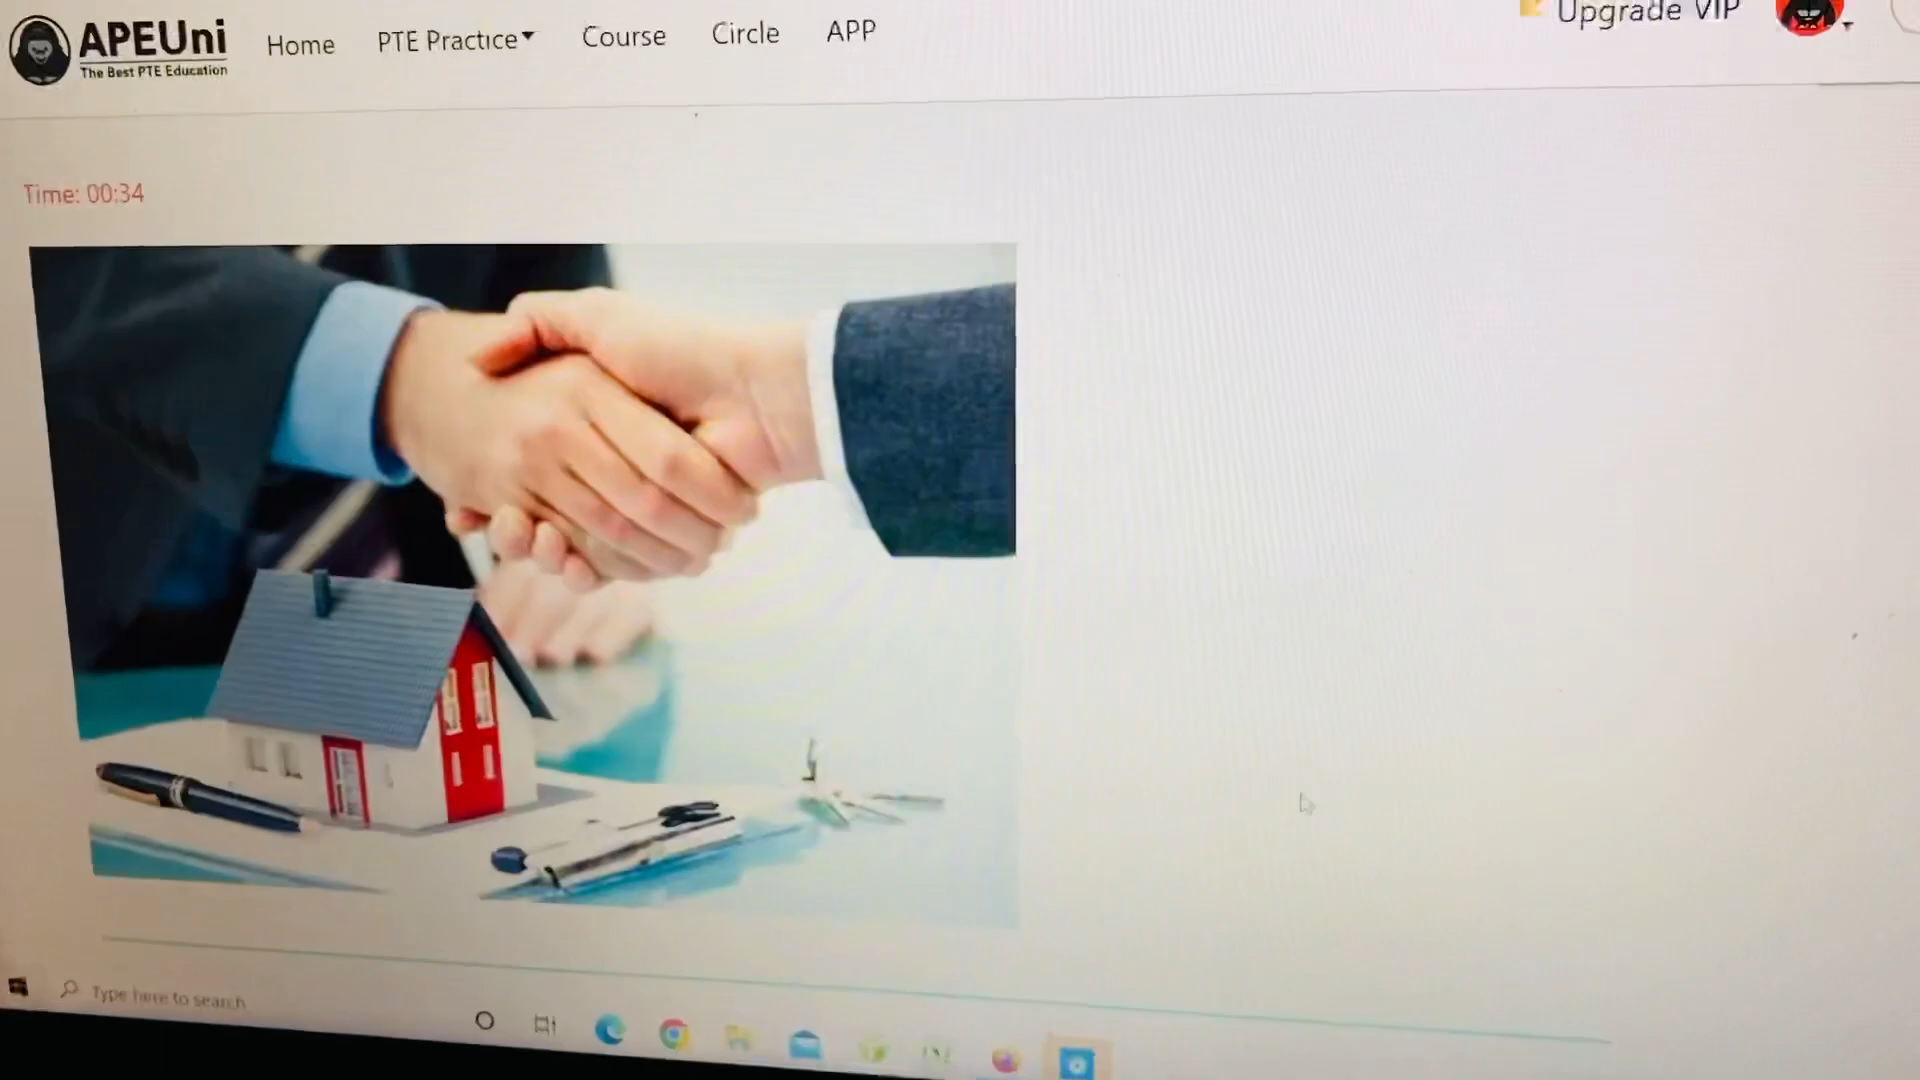 APEUni
The Best PTE Education
Home
PTE Practice
Course
Circle
APP
Upgrade VIP
Time: 00:34
Type here to search